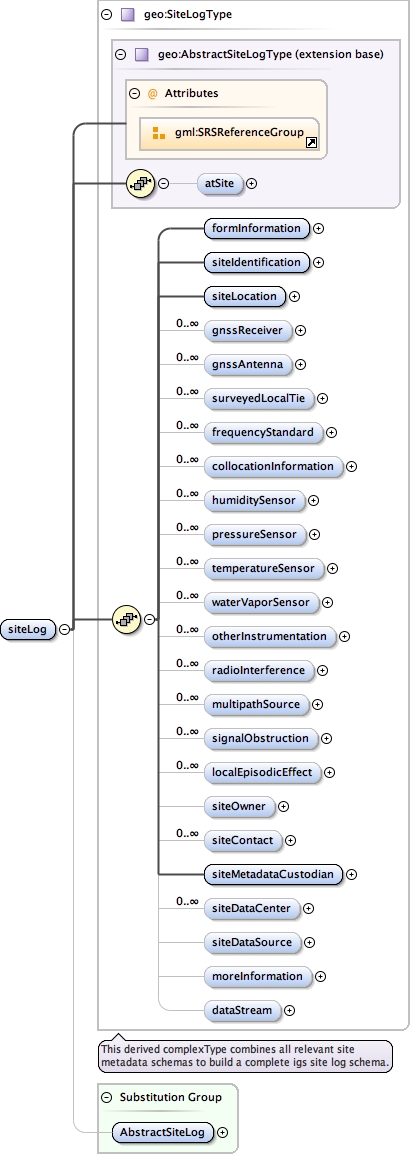 geo:SiteLogType
geo:AbstractSiteLogType (extension base)
@ Attributes
gml:SRSReferenceGroup
atSite
formInformation
siteIdentification
siteLocation
0..∞
gnssReceiver
0..∞
gnssAntenna
0..∞
surveyedLocalTie
0..∞
frequencyStandard
0..∞
collocationInformation
0..∞
humiditySensor
0..∞
pressureSensor
0..∞
temperatureSensor
0..∞
waterVaporSensor
siteLog
0..∞
otherInstrumentation
0..∞
radioInterference
0..∞
multipathSource
0..∞
signalObstruction
0..∞
localEpisodicEffect
siteOwner
0..∞
siteContact
siteMetadataCustodian
0..∞
siteDataCenter
siteDataSource
moreInformation
dataStream
This derived complexType combines all relevant site
metadata schemas to build a complete igs site log schema.
Substitution Group
AbstractSiteLog